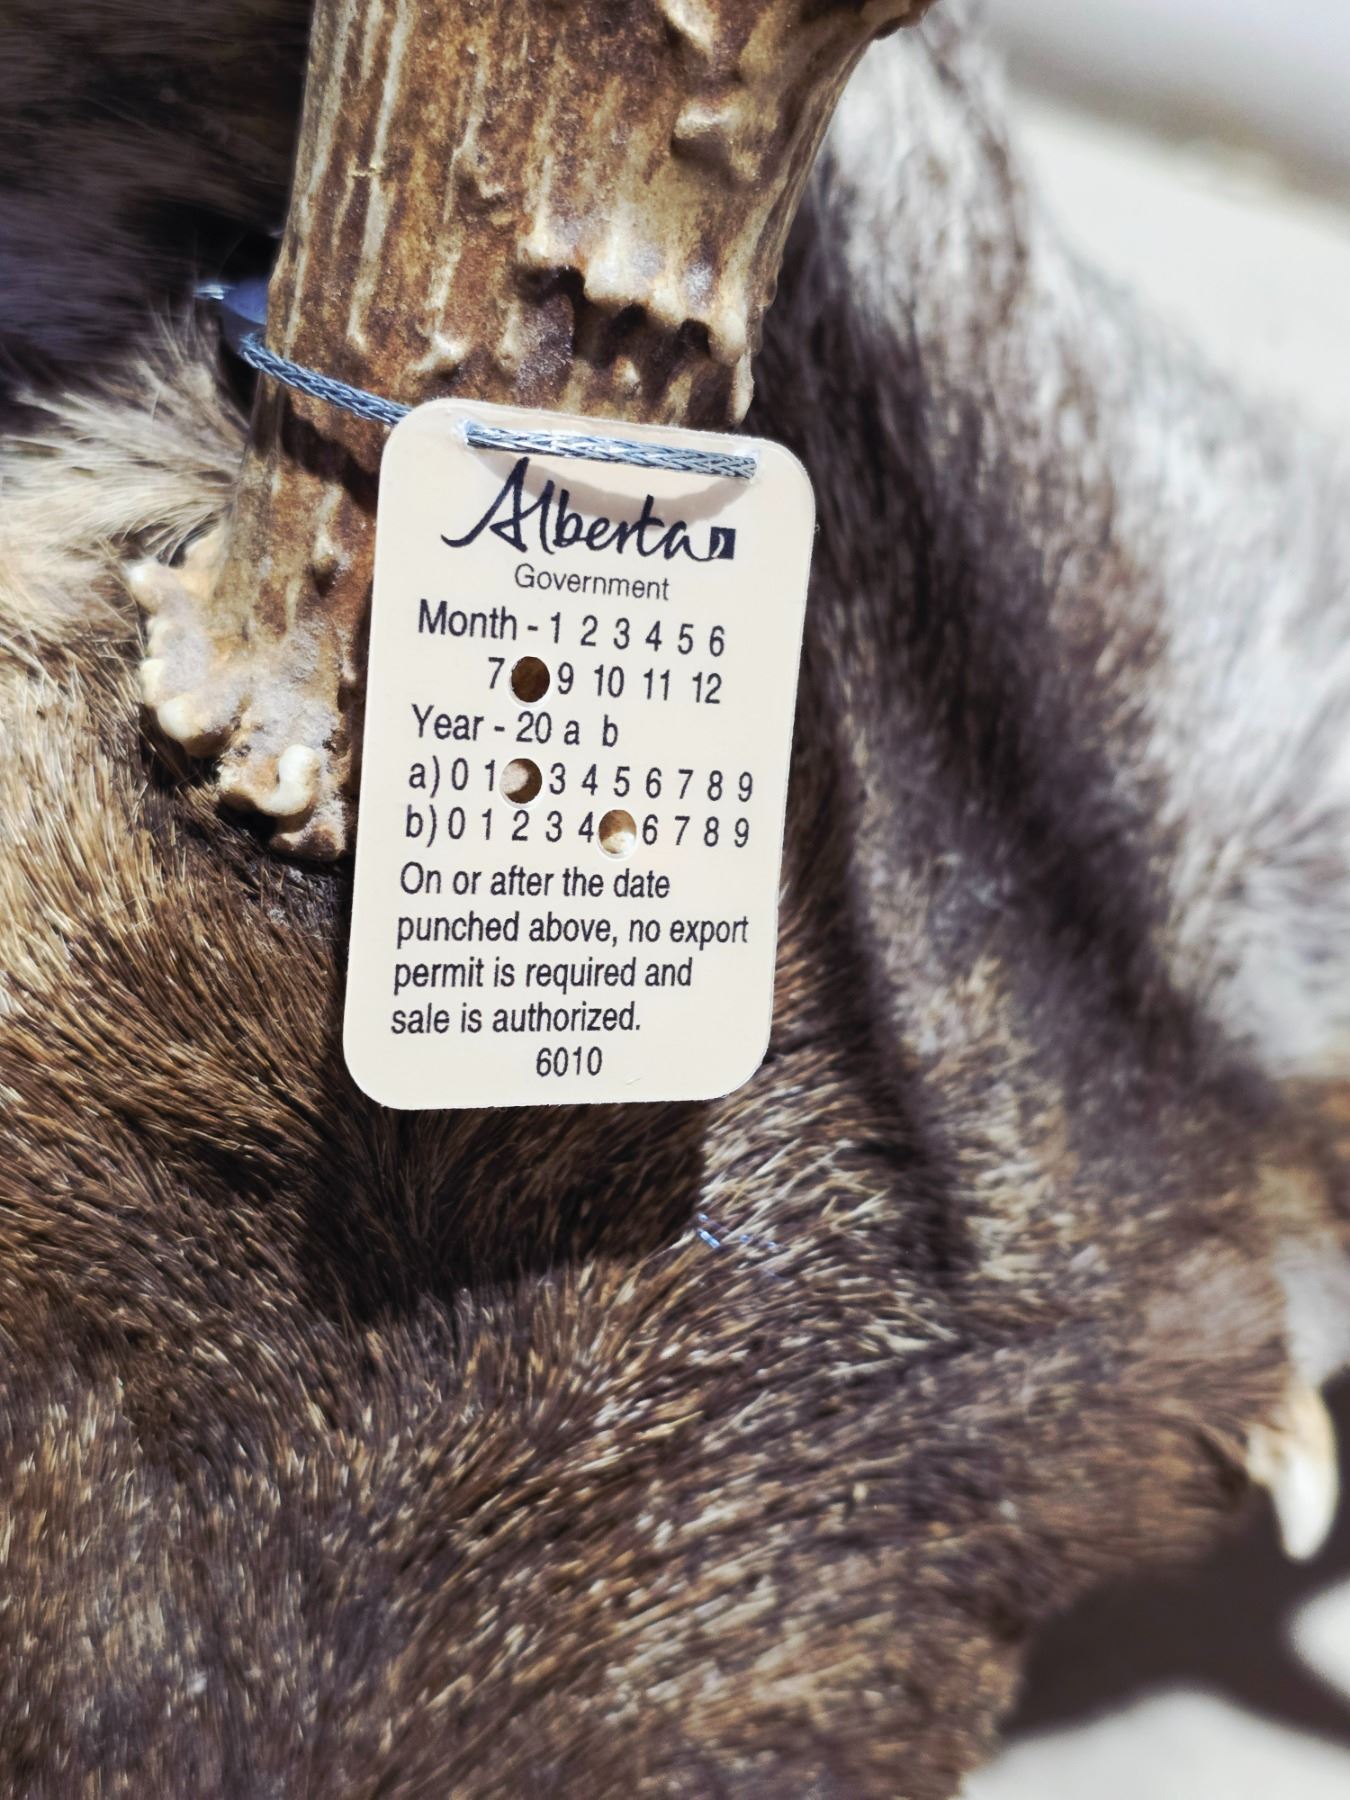 Alberta
Government
Month - 1 2 3 4 5 6
7 9 10 11 12
Year - 20 a b
a) 0 1 3 4 5 6 7 8 9
b) 0 1 2 3 4 6 7 8 9
On or after the date
punched above, no export
permit is required and
sale is authorized.
6010